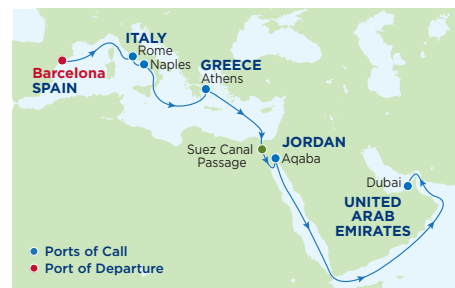 ITALY
Rome
Naples
Barcelona
SPAIN
GREECE
Athens
Suez Canal
Passage
JORDAN
Aqaba
Dubai
UNITED
ARAB
EMIRATES
Ports of Call
Port of Departure